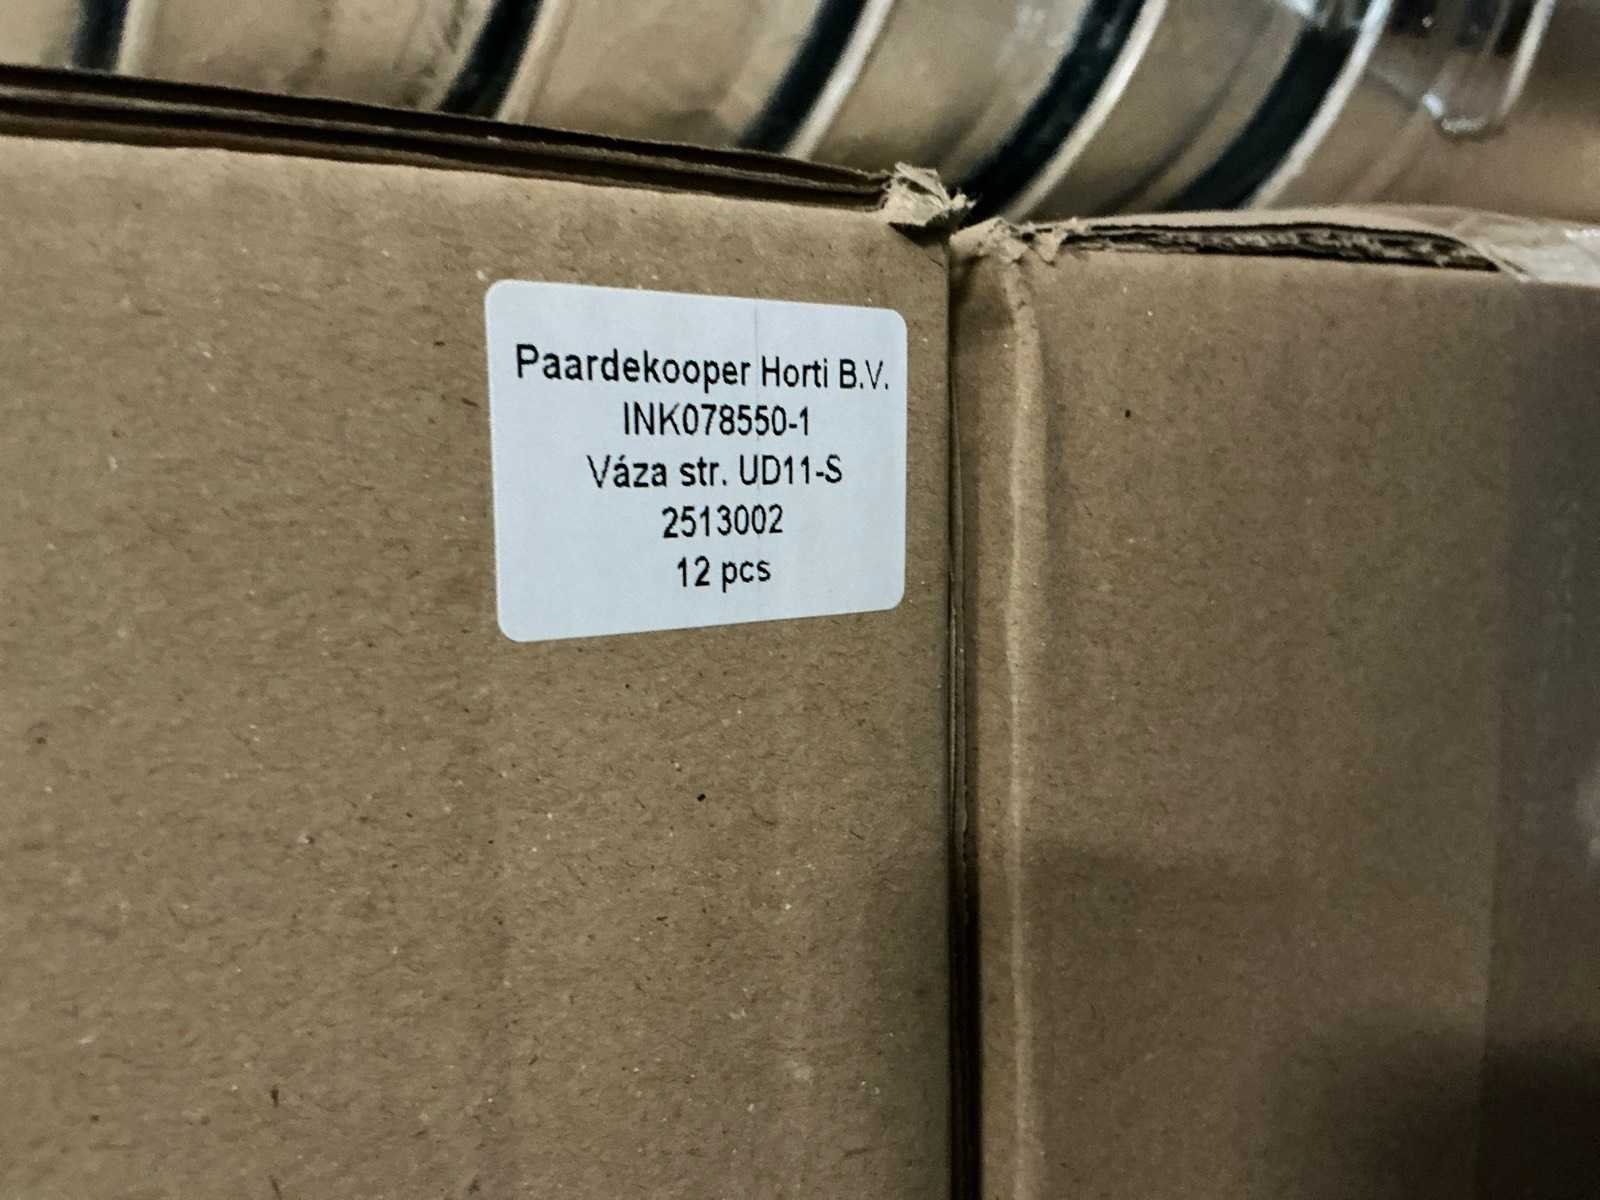 Paardekooper Horti B.V.
INK078550-1
Váza str. UD11-S
2513002
12 pcs